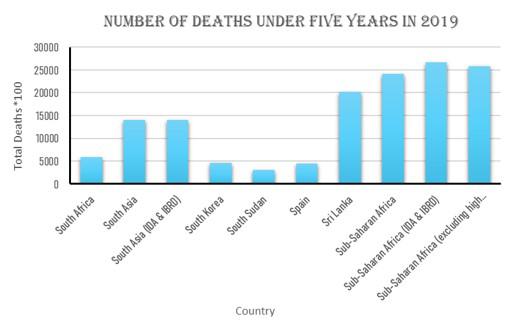 NUMBER OF DEATHS UNDER FIVE YEARS IN 2019
Total Deaths *100
30000
25000
20000
15000
10000
5000
0
South Africa
South Asia
South Asia (IDA & IBRD)
South Korea
South Sudan
Spain
Sri Lanka
Sub-Saharan Africa
Sub-Saharan Africa (IDA & IBRD)
Sub-Saharan Africa (excluding high...
Country